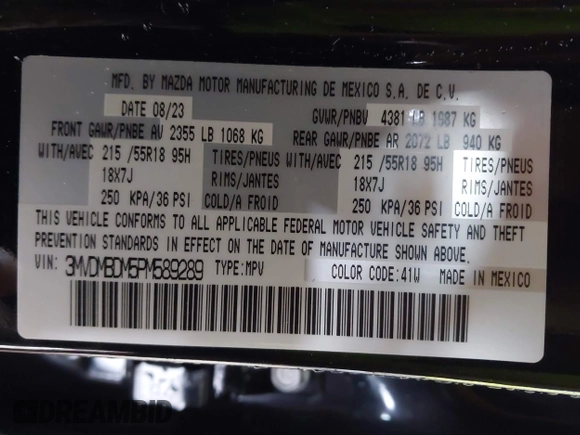 MFD. BY MAZDA MOTOR MANUFACTURING DE MEXICO S.A. DE C.V.
DATE 08/23 GVWR/PNBV 4381 LB 1987 KG
FRONT GAWR/PNBE AV 2355 LB 1068 KG REAR GAWR/PNBE AR 2072 LB 940 KG
WITH/AVEC 215 /55R18 95H TIRES/PNEUS WITH/AVEC 215 /55R18 95H TIRES/PNEUS
18X7J RIMS/JANTES 18X7J RIMS/JANTES
250 KPA/36 PSI COLD/A FROID 250 KPA/36 PSI COLD/A FROID
THIS VEHICLE CONFORMS TO ALL APPLICABLE FEDERAL MOTOR VEHICLE SAFETY AND THEFT
PREVENTION STANDARDS IN EFFECT ON THE DATE OF MANUFACTURE SHOWN ABOVE.
VIN: 3MVDMBDM5PM589289 TYPE:MPV COLOR CODE:41W MADE IN MEXICO
DREAMBID